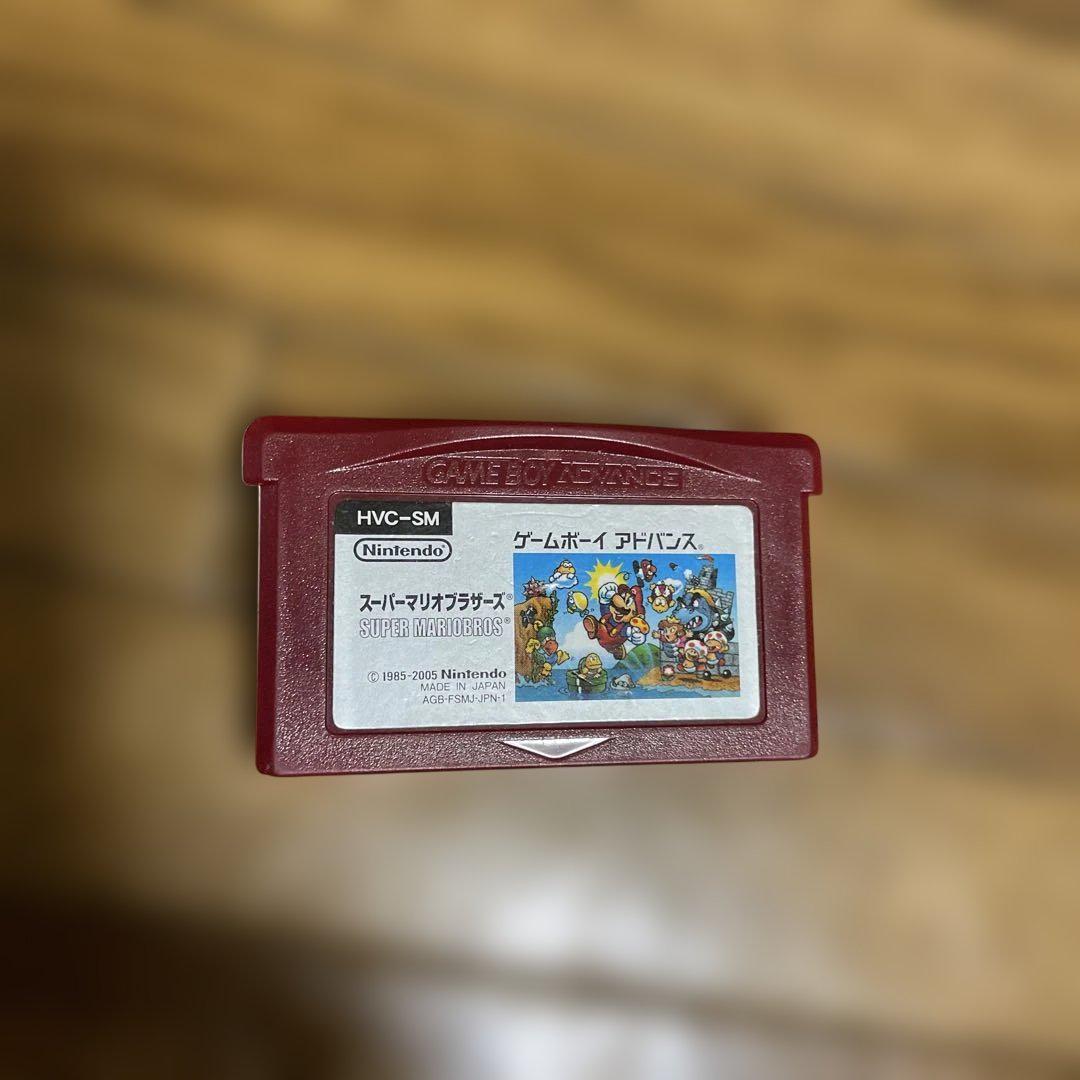 GAME BOY ADVANCE
HVC-SM
Nintendo®
ゲームボーイ アドバンス®
スーパーマリオブラザーズ®
SUPER MARIOBROS®
© 1985-2005 Nintendo
MADE IN JAPAN
AGB-FSMJ-JPN-1